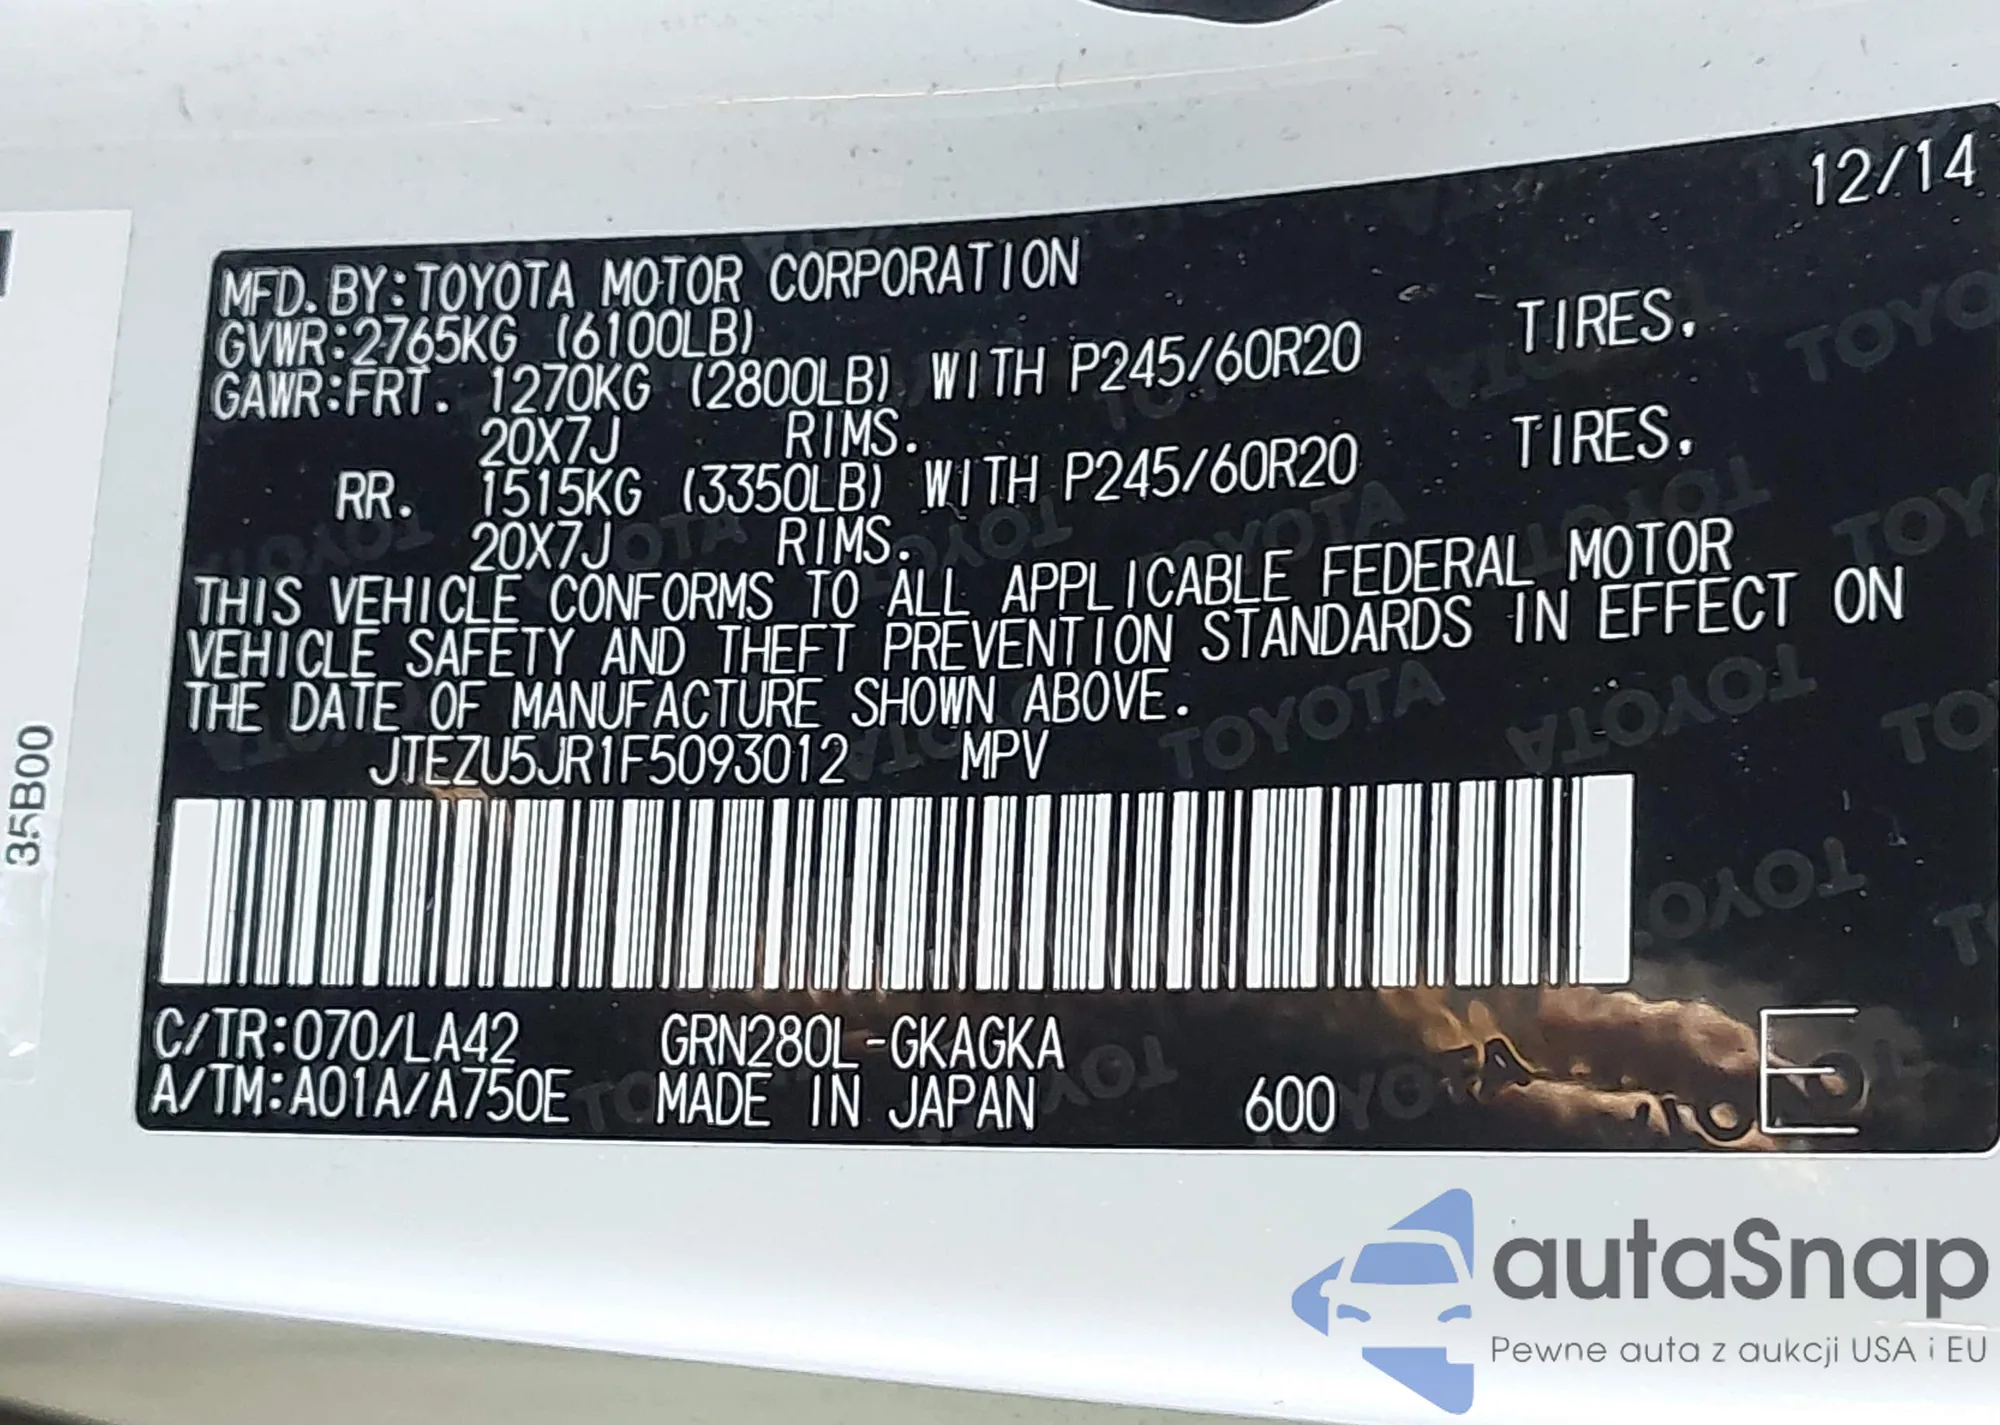 12/14
MFD. BY:TOYOTA MOTOR CORPORATION
GVWR:2765KG (6100LB)
GAWR:FRT. 1270KG (2800LB) WITH P245/60R20 TIRES.
20X7J RIMS.
RR. 1515KG (3350LB) WITH P245/60R20 TIRES.
20X7J RIMS.
THIS VEHICLE CONFORMS TO ALL APPLICABLE FEDERAL MOTOR
VEHICLE SAFETY AND THEFT PREVENTION STANDARDS IN EFFECT ON
THE DATE OF MANUFACTURE SHOWN ABOVE.
JTEZU5JR1F5093012 MPV
C/TR:070/LA42 GRN280L-GKAGKA
A/TM:A01A/A750E MADE IN JAPAN 600 E
35B00
autaSnap
Pewne auta z aukcji USA i EU